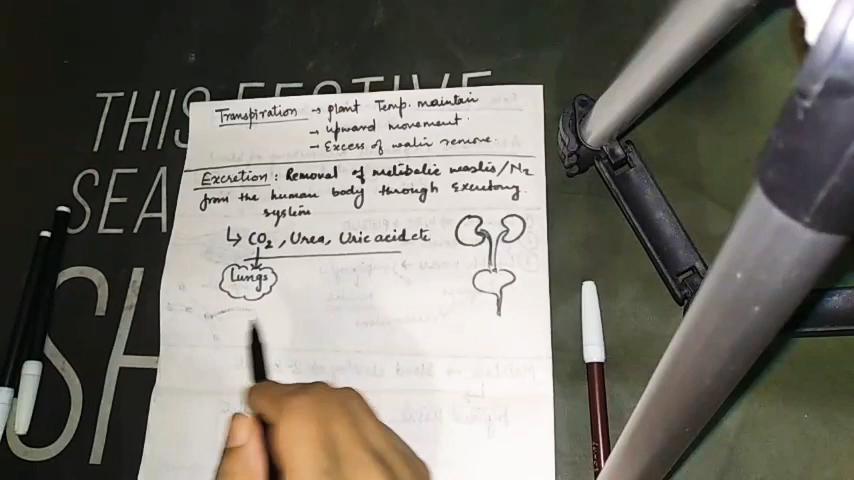 THIS FESTIVE
SEA
SH
Transpiration → plant Temp. maintain
→ upward movement.
→ Excess of water remove.
Excretion : Removal of metabolic wastes/N2
from the human body through Excretory
system
↳ CO2, Urea, Uric acid etc
Lungs